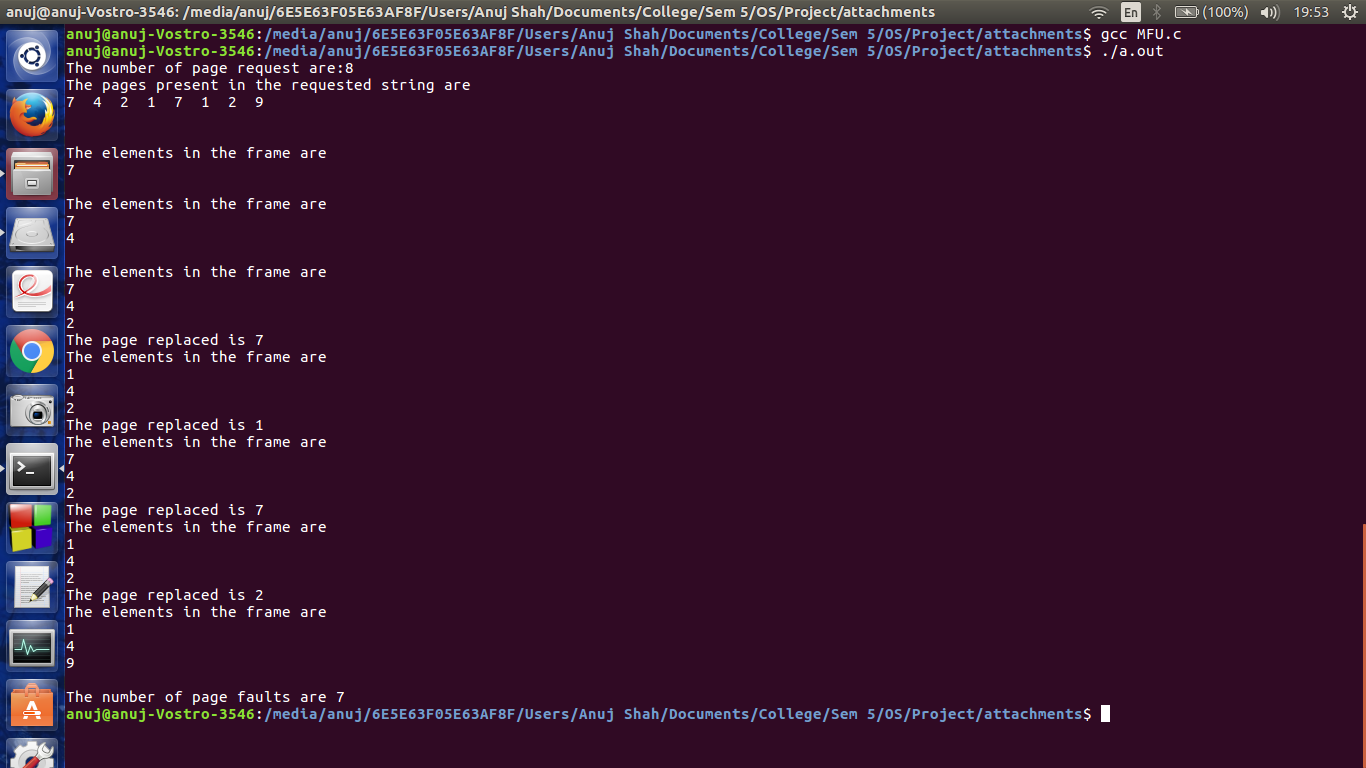 anuj@anuj-Vostro-3546: /media/anuj/6E5E63F05E63AF8F/Users/Anuj Shah/Documents/College/Sem 5/OS/Project/attachments En (100%) 19:53
anuj@anuj-Vostro-3546:/media/anuj/6E5E63F05E63AF8F/Users/Anuj Shah/Documents/College/Sem 5/OS/Project/attachments$ gcc MFU.c
anuj@anuj-Vostro-3546:/media/anuj/6E5E63F05E63AF8F/Users/Anuj Shah/Documents/College/Sem 5/OS/Project/attachments$ ./a.out
The number of page request are:8
The pages present in the requested string are
7 4 2 1 7 1 2 9
The elements in the frame are
7
The elements in the frame are
7
4
The elements in the frame are
7
4
2
The page replaced is 7
The elements in the frame are
1
4
2
The page replaced is 1
The elements in the frame are
7
4
2
The page replaced is 7
The elements in the frame are
1
4
2
The page replaced is 2
The elements in the frame are
1
4
9
The number of page faults are 7
anuj@anuj-Vostro-3546:/media/anuj/6E5E63F05E63AF8F/Users/Anuj Shah/Documents/College/Sem 5/OS/Project/attachments$